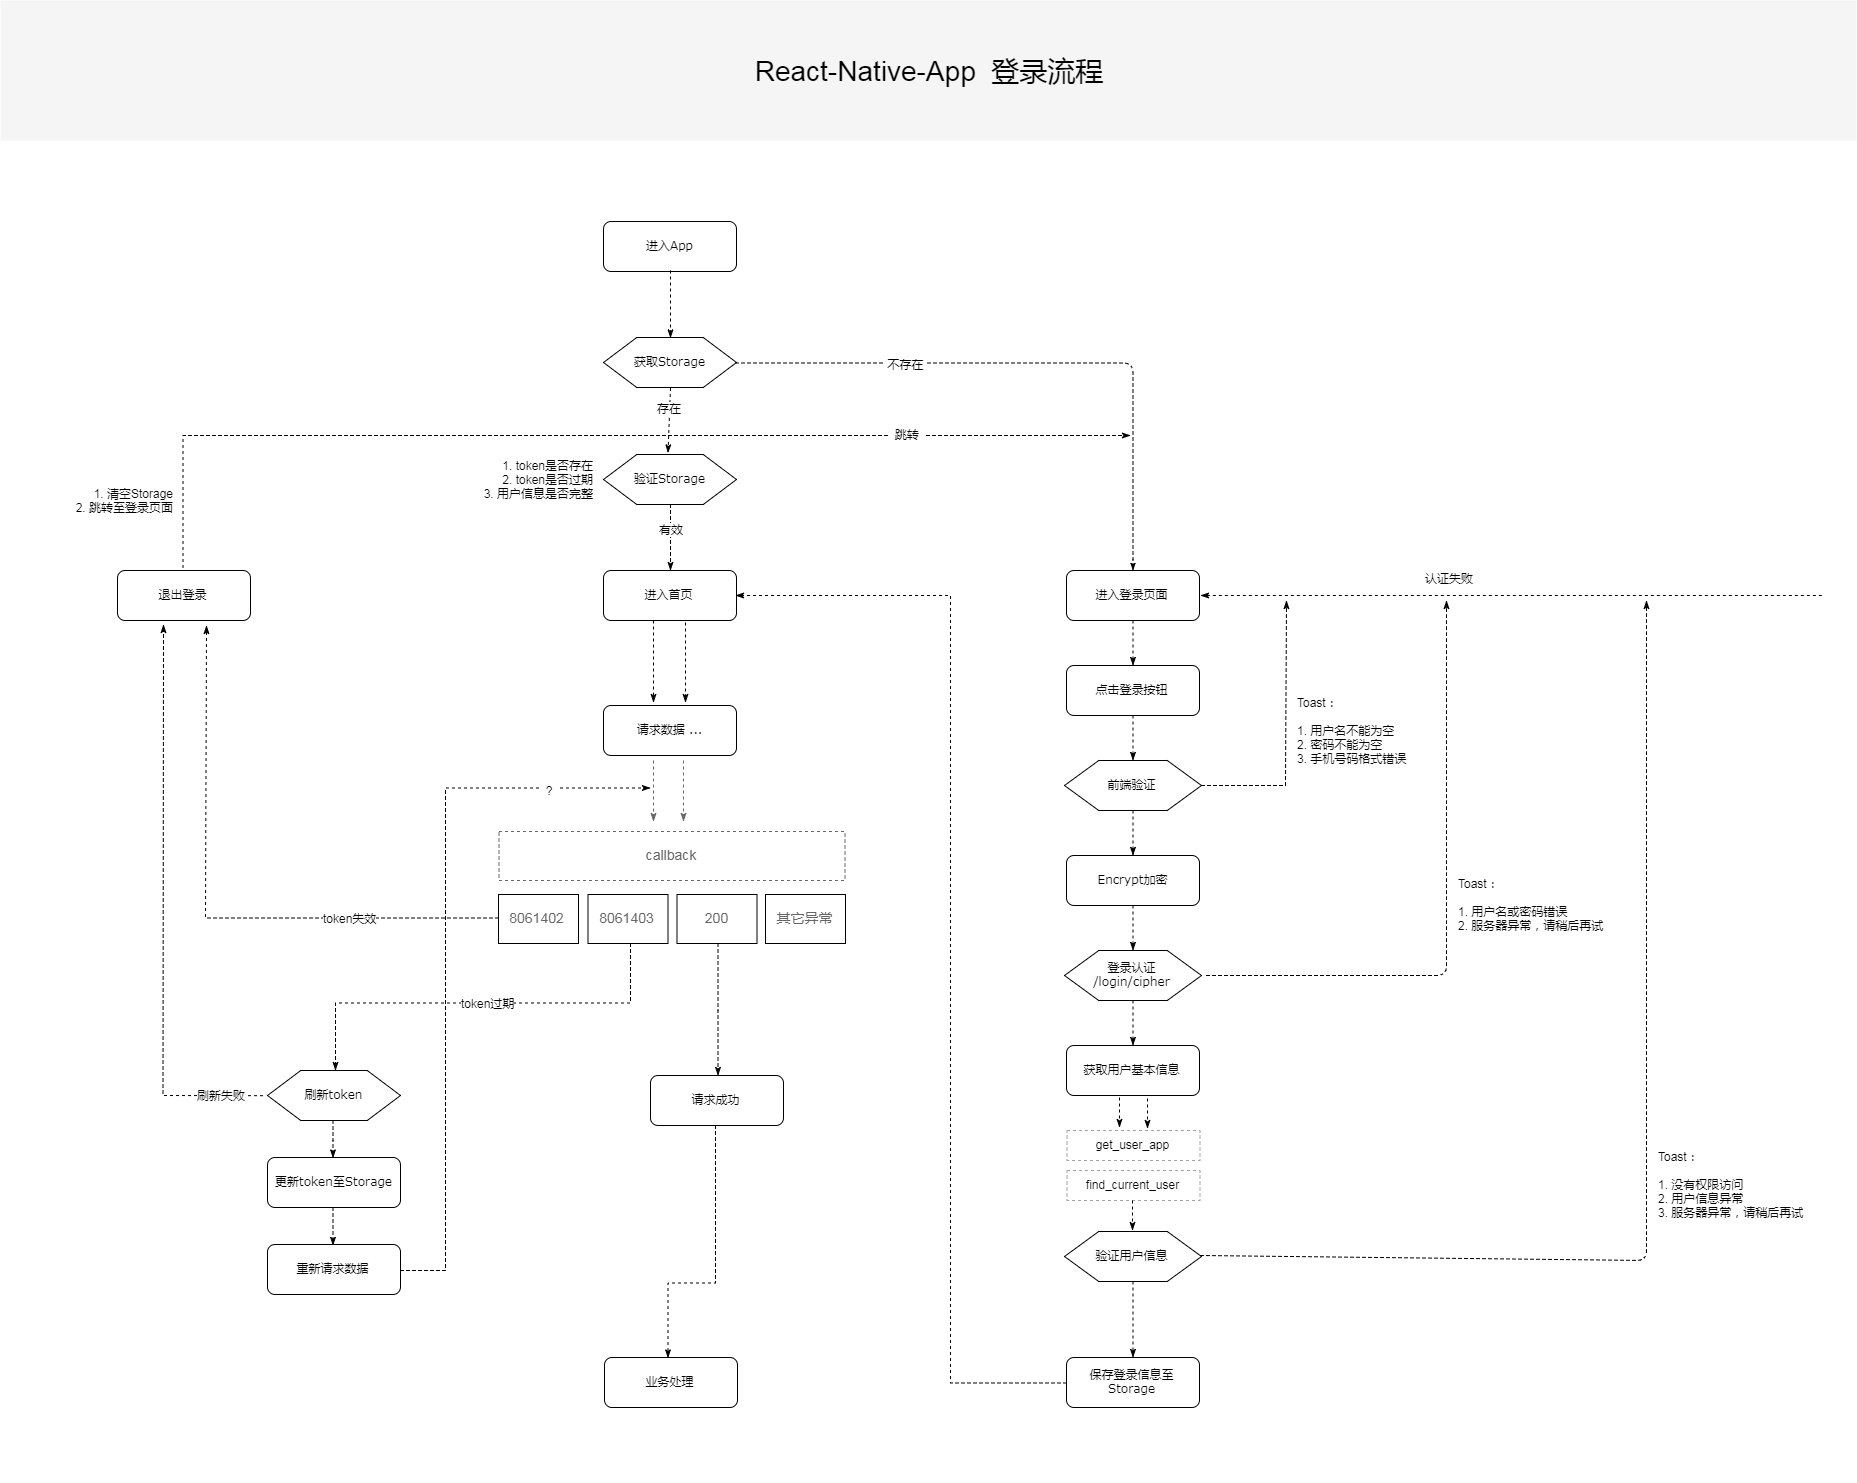 React-Native-App 登录流程
进入App
获取Storage
不存在
存在
跳转
1. token是否存在
2. token是否过期
3. 用户信息是否完整
验证Storage
1. 清空Storage
2. 跳转至登录页面
有效
认证失败
退出登录
进入首页
进入登录页面
点击登录按钮
Toast：
1. 用户名不能为空
2. 密码不能为空
3. 手机号码格式错误
请求数据 ...
前端验证
?
callback
Encrypt加密
Toast：
1. 用户名或密码错误
2. 服务器异常，请稍后再试
token失效
8061402
8061403
200
其它异常
登录认证
/login/cipher
token过期
获取用户基本信息
刷新失败
刷新token
请求成功
get_user_app
Toast：
1. 没有权限访问
2. 用户信息异常
3. 服务器异常，请稍后再试
更新token至Storage
find_current_user
验证用户信息
重新请求数据
业务处理
保存登录信息至
Storage